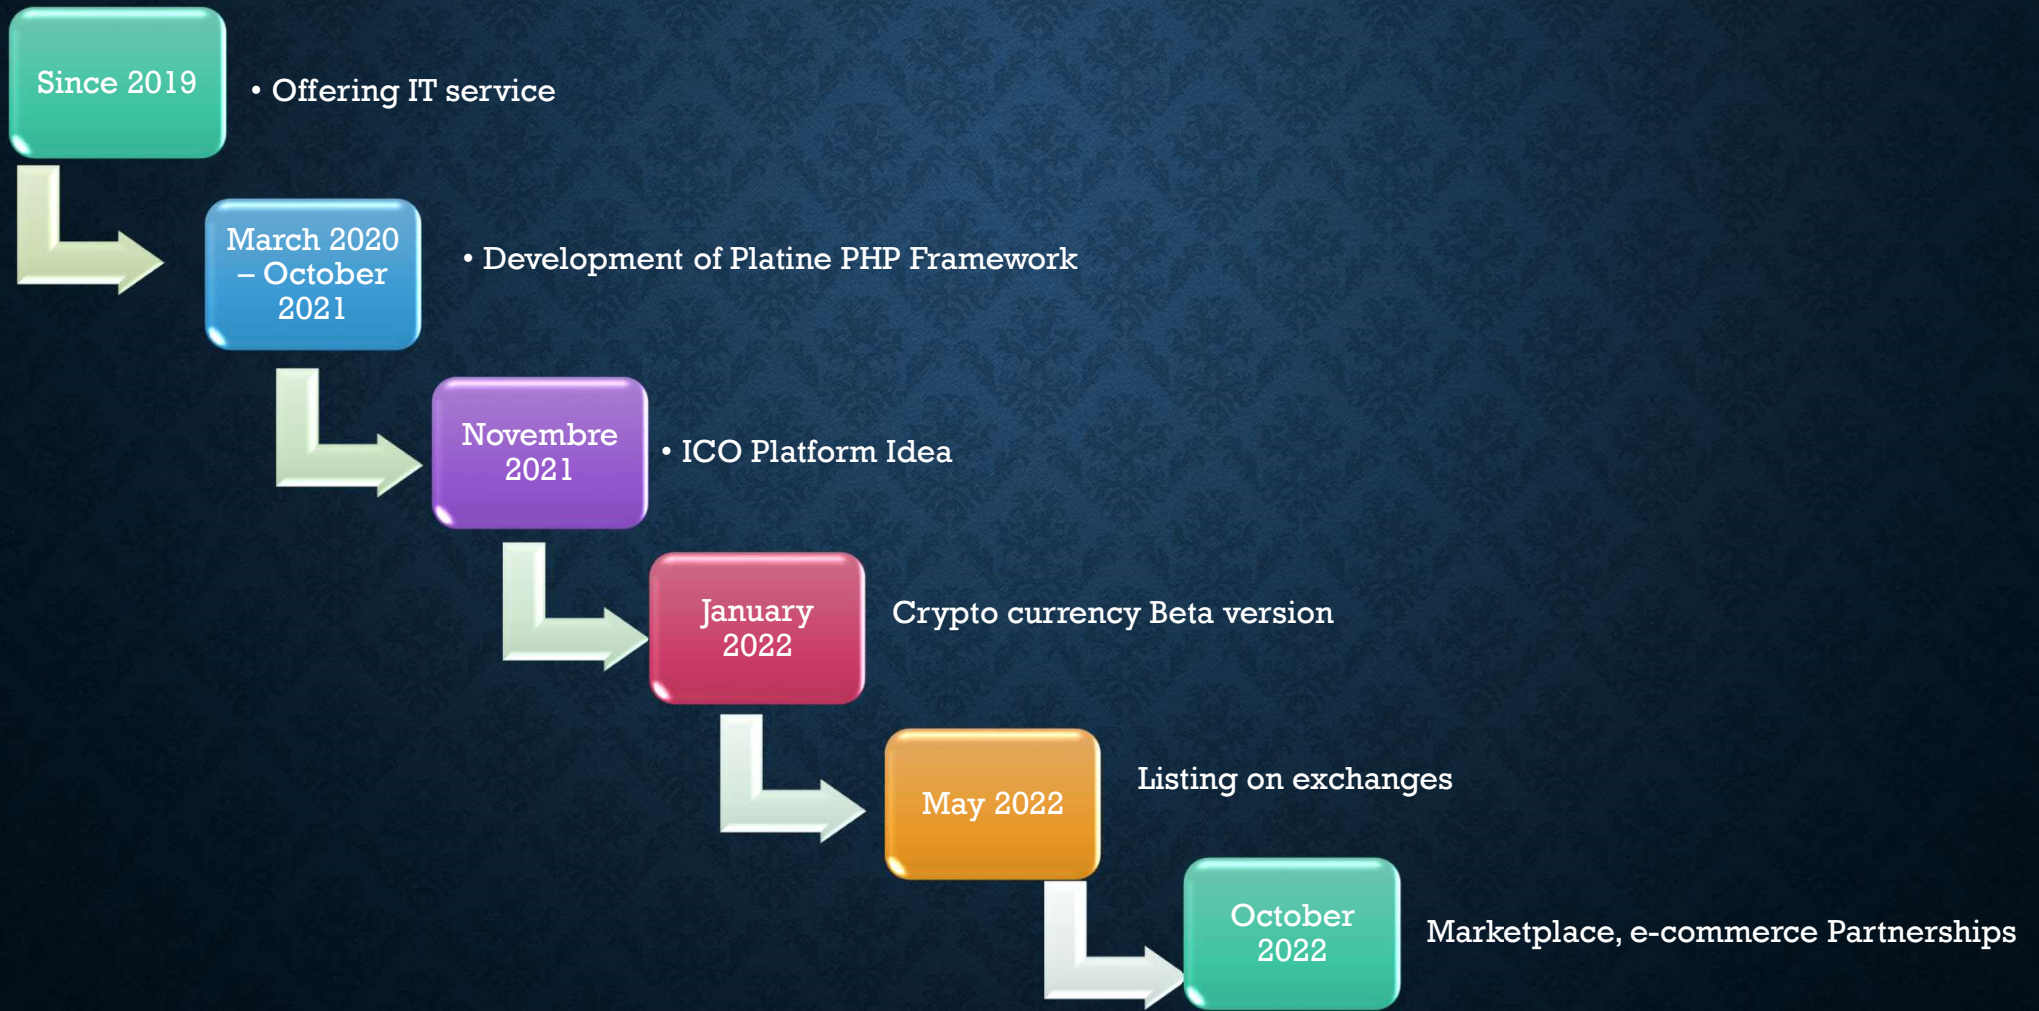 Since 2019
• Offering IT service
March 2020
– October
2021
• Development of Platine PHP Framework
Novembre
2021
• ICO Platform Idea
January
2022
Crypto currency Beta version
May 2022
Listing on exchanges
October
2022
Marketplace, e-commerce Partnerships